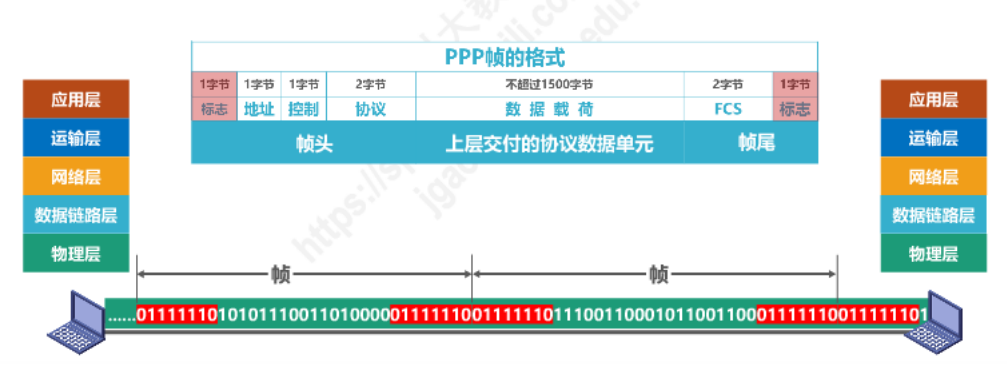 PPP帧的格式
1字节 1字节 1字节 2字节 不超过1500字节 2字节 1字节
标志 地址 控制 协议 数据载荷 FCS 标志
帧头 上层交付的协议数据单元 帧尾
应用层
运输层
网络层
数据链路层
物理层
应用层
运输层
网络层
数据链路层
物理层
帧 帧
......011111101010111001101000001111110011111101110011000101100110001111110011111101